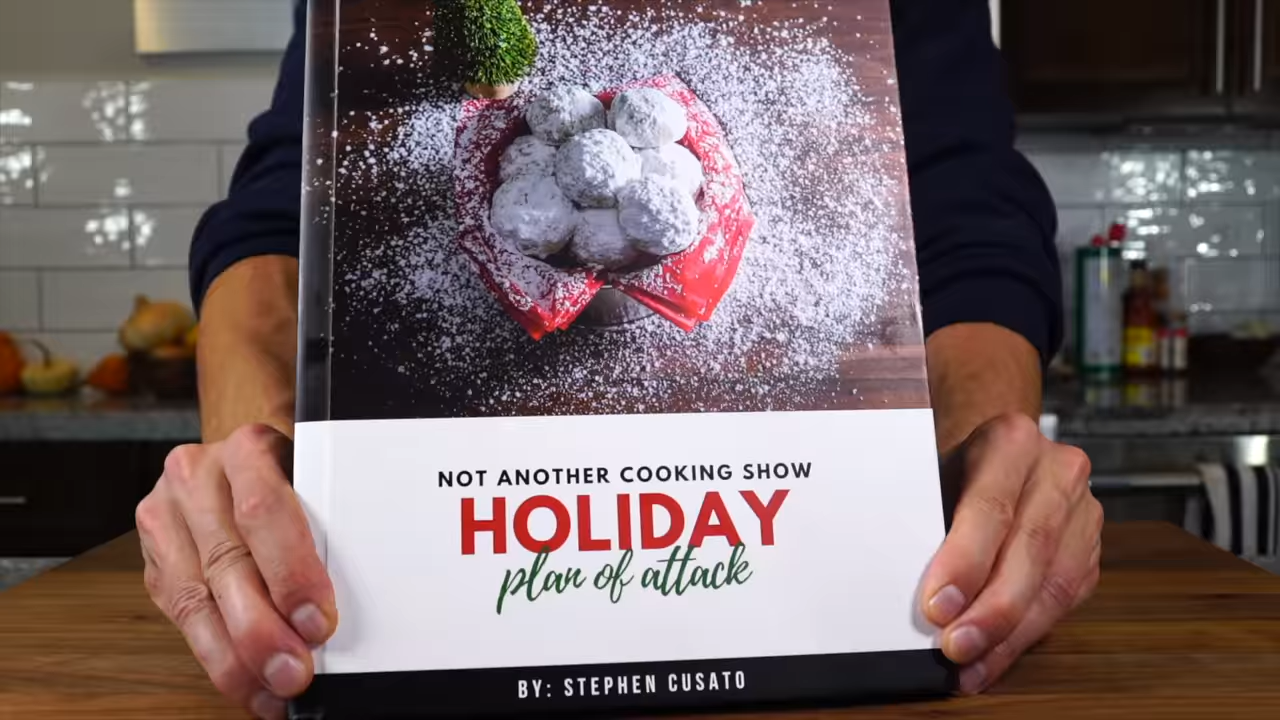 NOT ANOTHER COOKING SHOW
HOLIDAY
plan of attack
BY: STEPHEN CUSATO